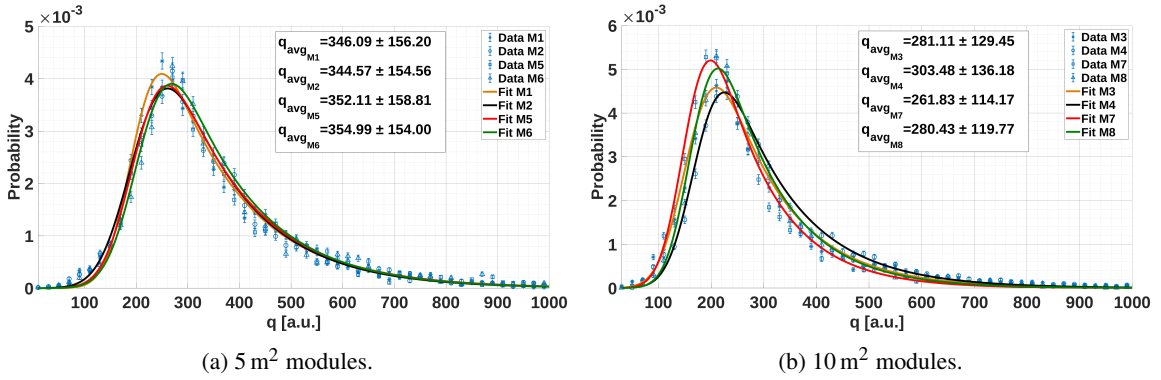 ×10⁻³
5
4
3
2
1
0
Probability
100 200 300 400 500 600 700 800 900 1000
q [a.u.]
q_avg_M1=346.09 ± 156.20
q_avg_M2=344.57 ± 154.56
q_avg_M5=352.11 ± 158.81
q_avg_M6=354.99 ± 154.00
Data M1
Data M2
Data M5
Data M6
Fit M1
Fit M2
Fit M5
Fit M6
(a) 5 m² modules.
×10⁻³
6
5
4
3
2
1
0
Probability
100 200 300 400 500 600 700 800 900 1000
q [a.u.]
q_avg_M3=281.11 ± 129.45
q_avg_M4=303.48 ± 136.18
q_avg_M7=261.83 ± 114.17
q_avg_M8=280.43 ± 119.77
Data M3
Data M4
Data M7
Data M8
Fit M3
Fit M4
Fit M7
Fit M8
(b) 10 m² modules.